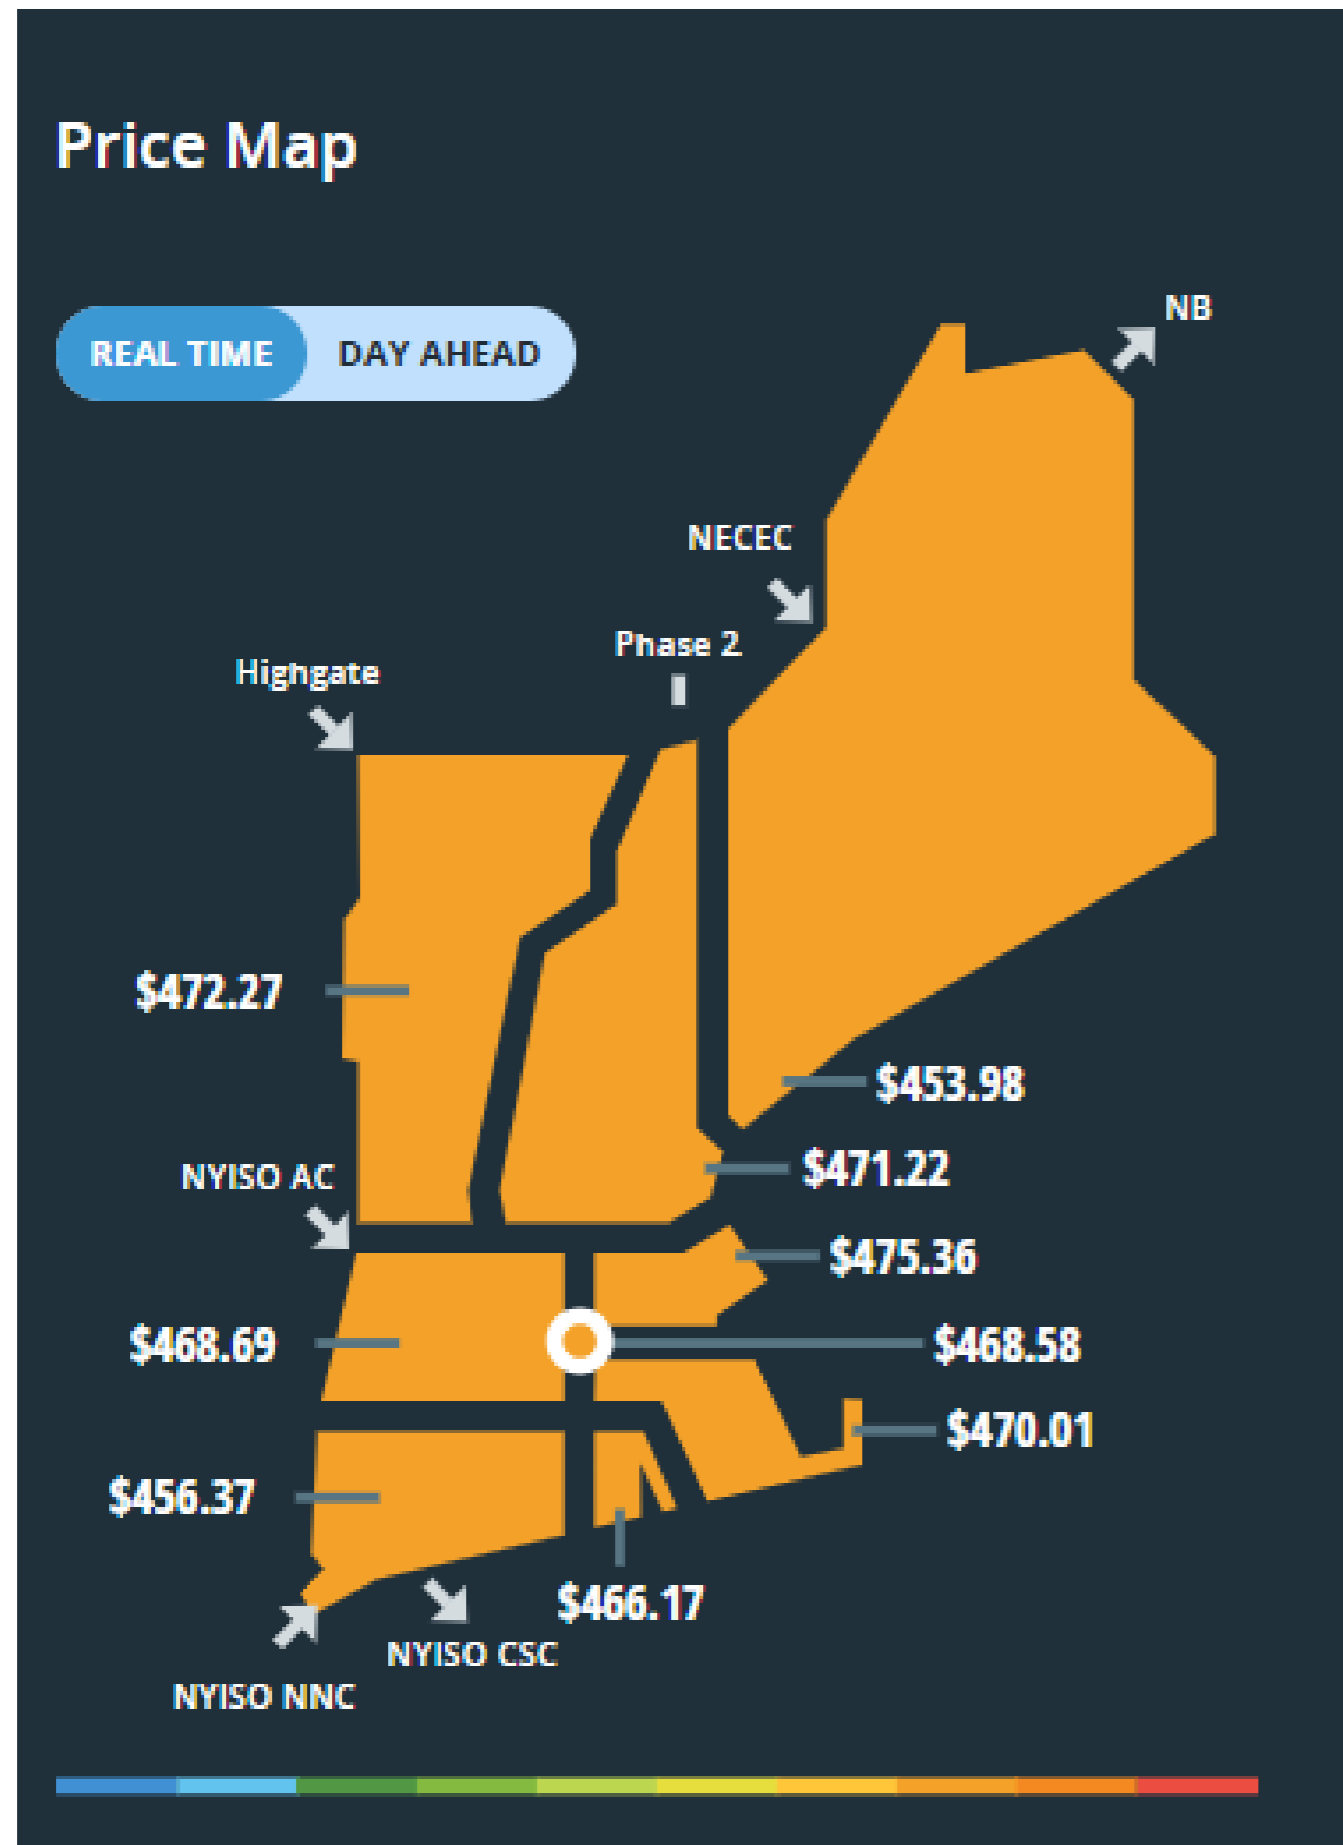 Price Map
NB
REAL TIME DAY AHEAD
NECEC
Phase 2
Highgate
$472.27
$453.98
$471.22
NYISO AC
$475.36
$468.69
$468.58
$470.01
$456.37
$466.17
NYISO CSC
NYISO NNC